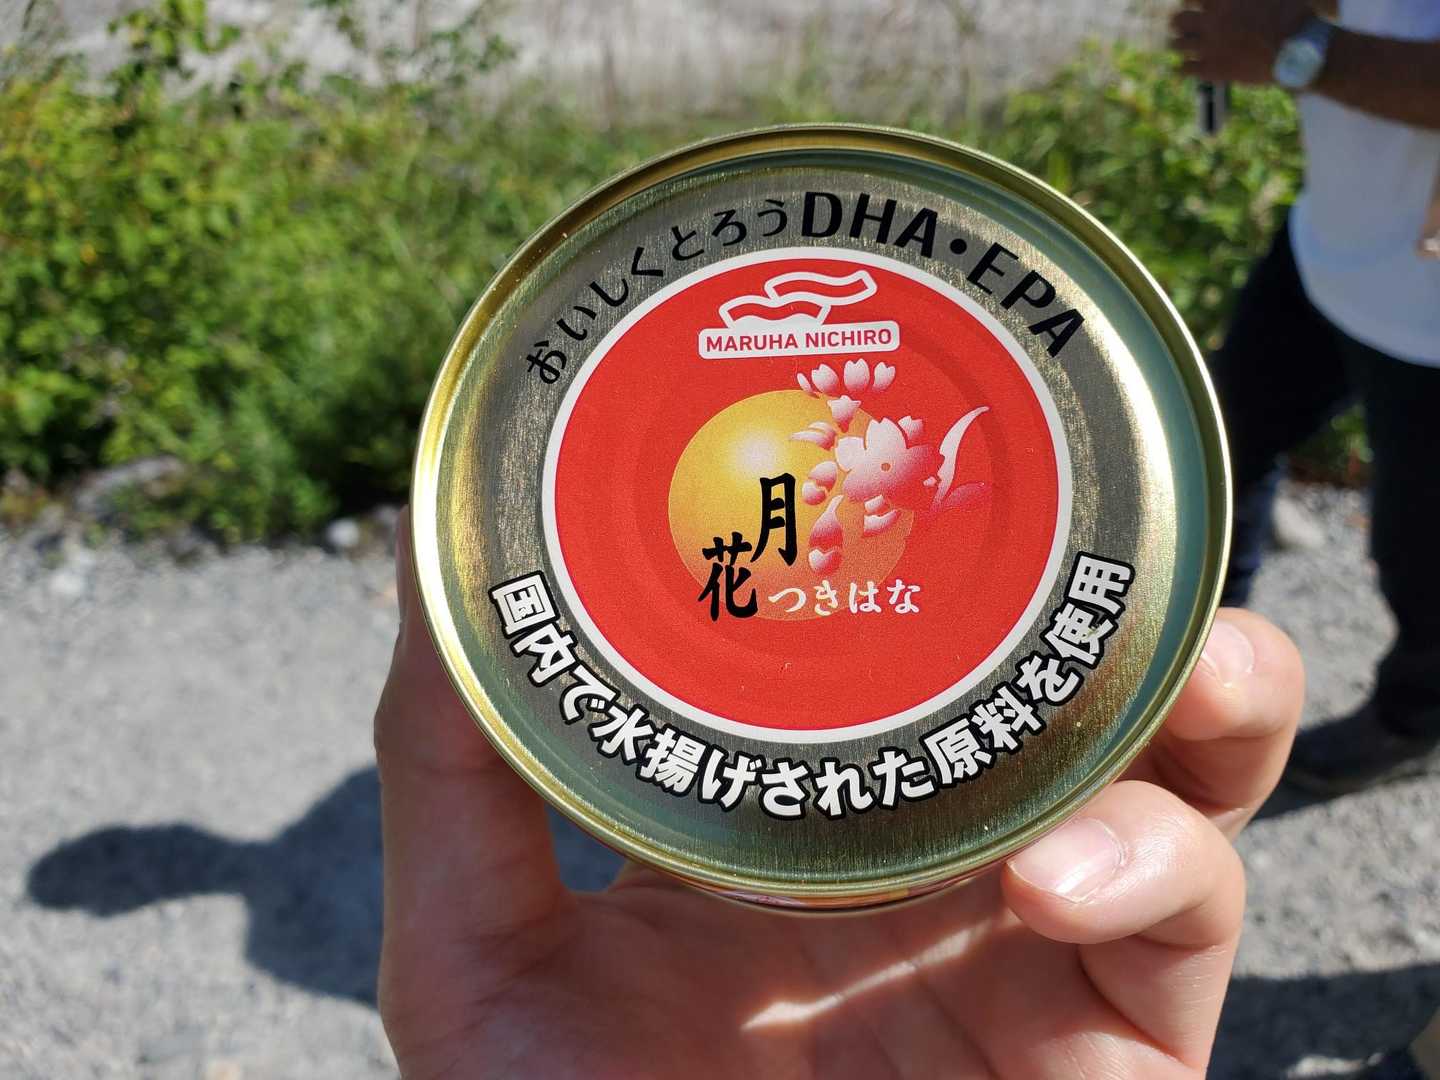 おいしくとろうDHA・EPA
MARUHA NICHIRO
月
花
つきはな
国内で水揚げされた原料を使用